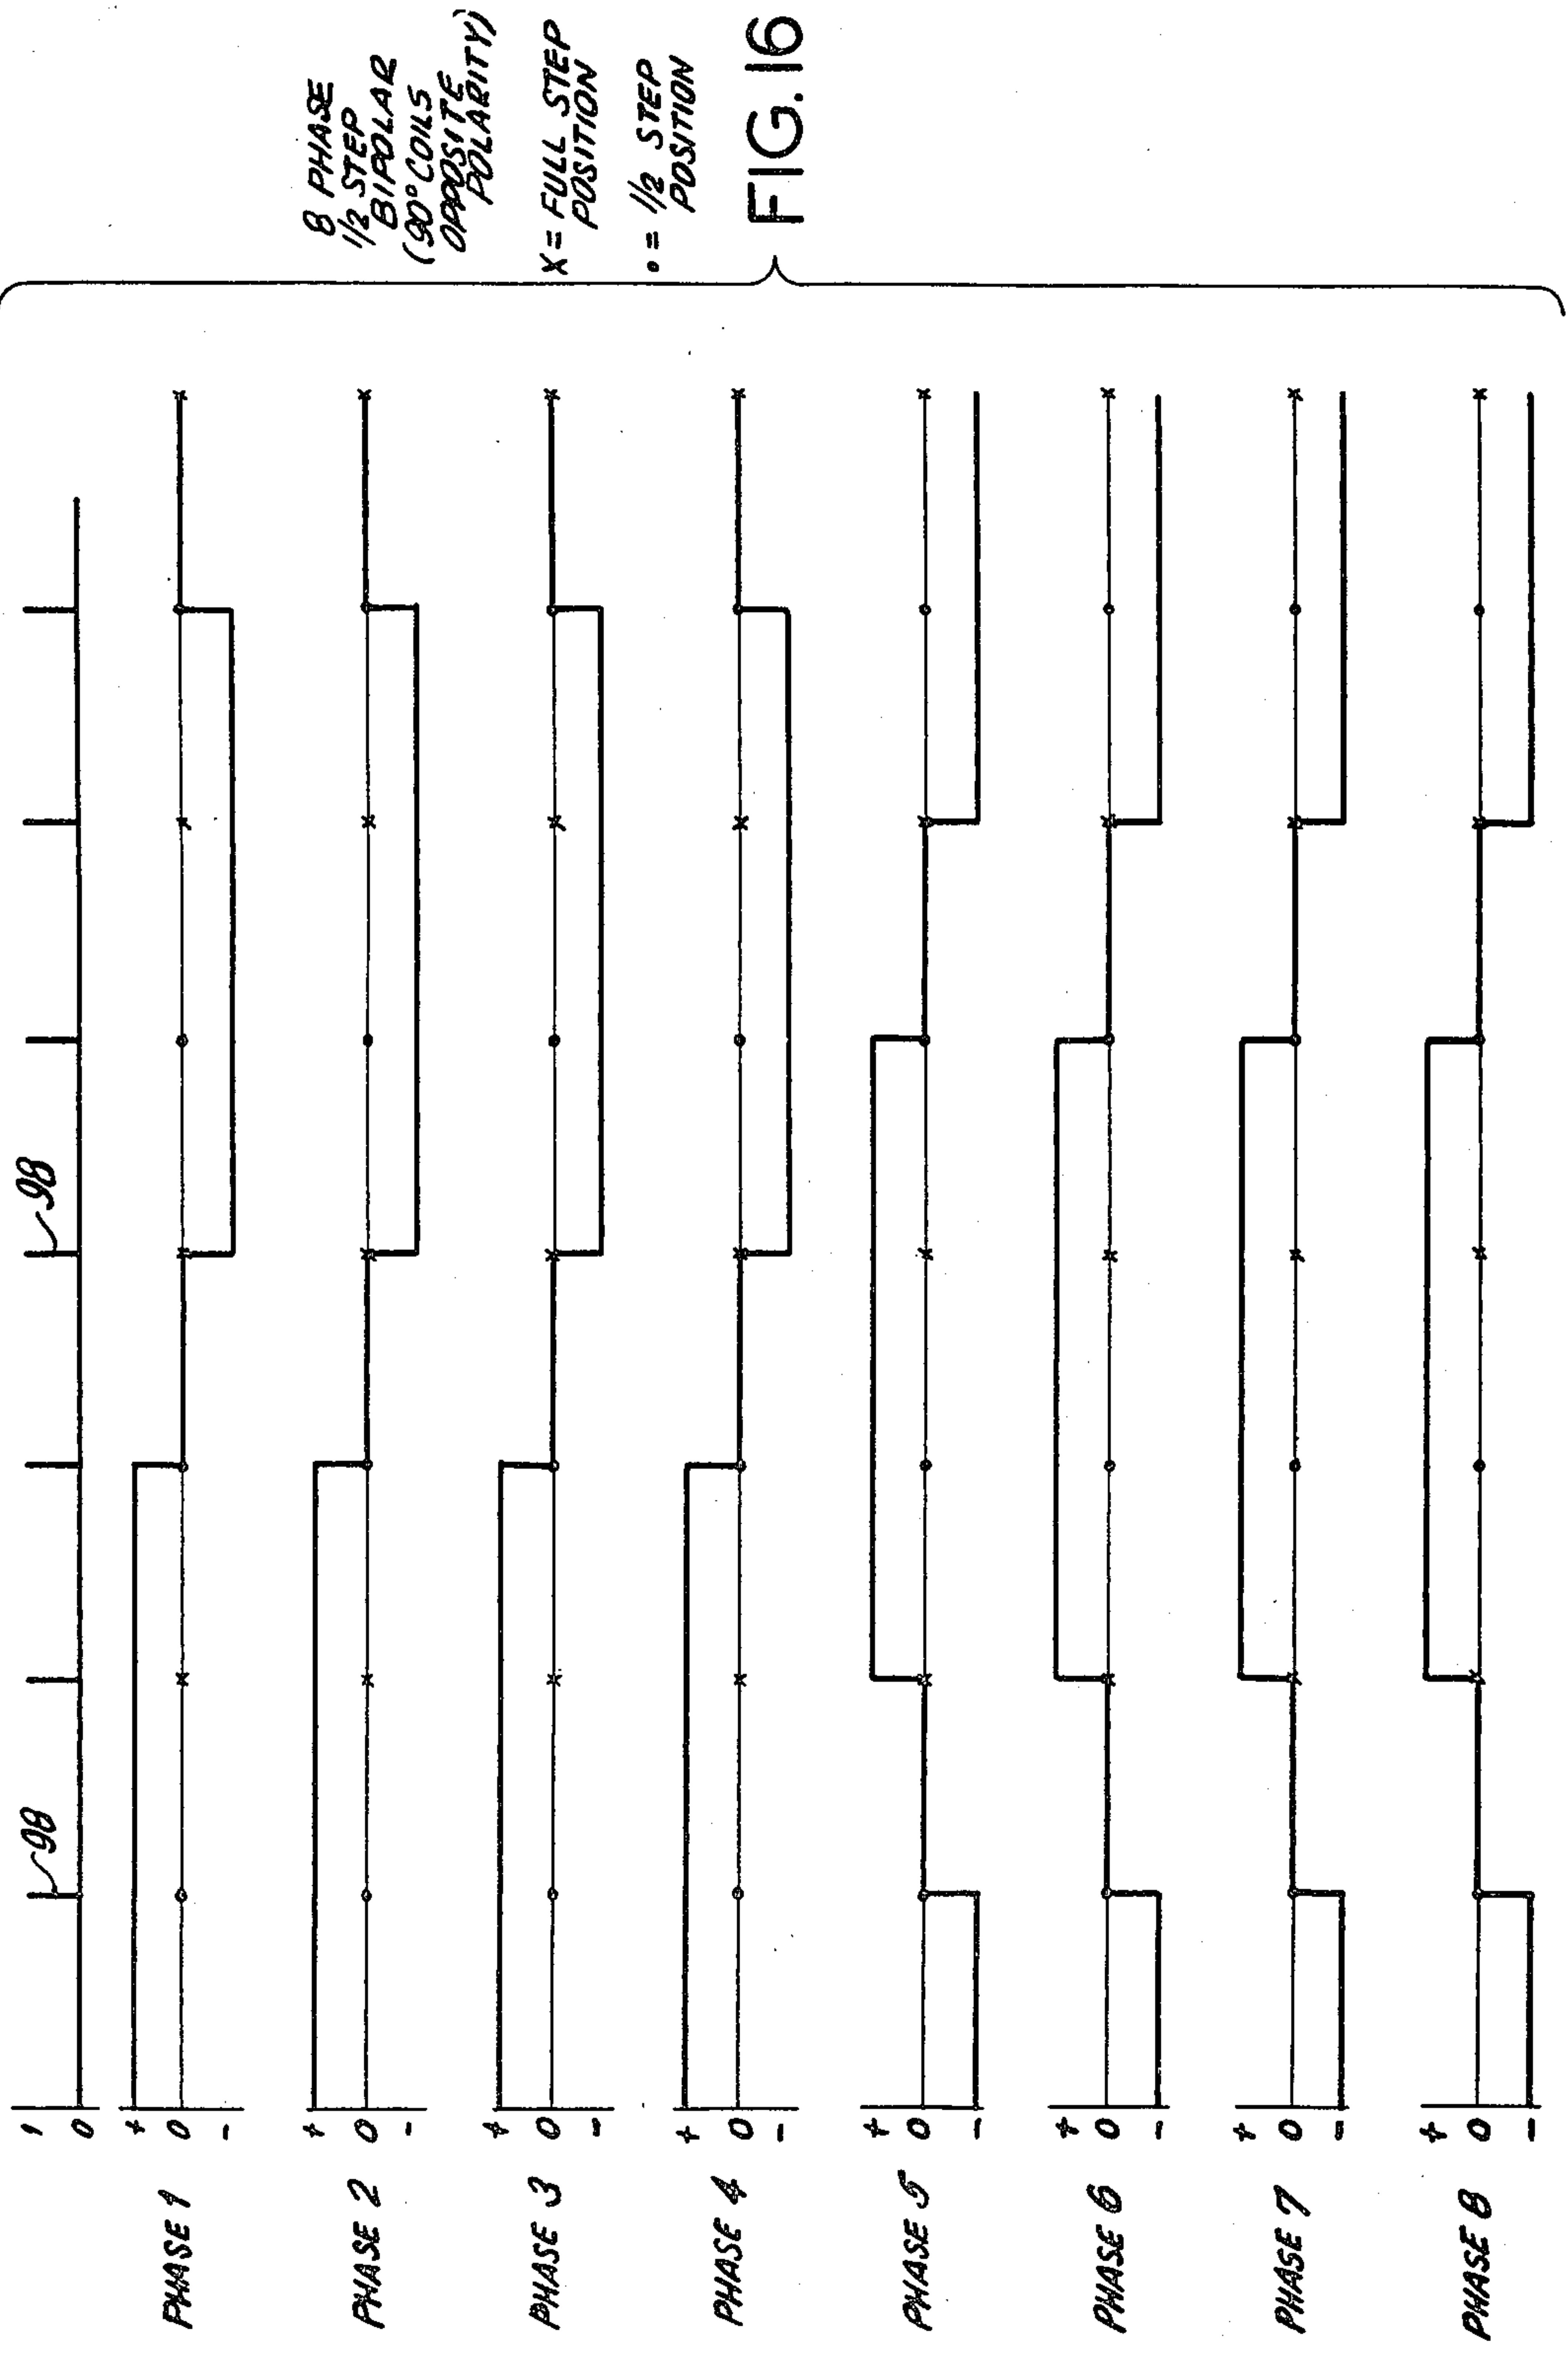 98
98
1
0
PHASE 1
+
0
-
PHASE 2
+
0
-
PHASE 3
+
0
-
PHASE 4
+
0
-
PHASE 5
+
0
-
PHASE 6
+
0
-
PHASE 7
+
0
-
PHASE 8
+
0
-
8 PHASE
1/2 STEP
BIPOLAR
(90° COILS
OPPOSITE
POLARITY)
X = FULL STEP
POSITION
o = 1/2 STEP
POSITION
FIG. 16